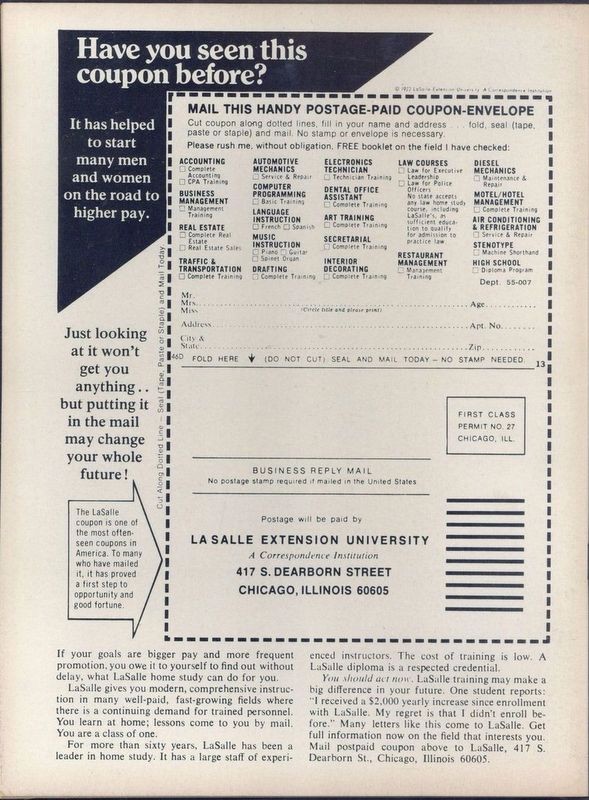 Have you seen this
coupon before?
It has helped
to start
many men
and women
on the road to
higher pay.
Just looking
at it won't
get you
anything . .
but putting it
in the mail
may change
your whole
future!
The LaSalle
coupon is one of
the most often-
seen coupons in
America. To many
who have mailed
it, it has proved
a first step to
opportunity and
good fortune.
Cut Along Dotted Line — Seal (Tape, Paste or Staple) and Mail Today.
LaSalle Extension University A Correspondence Institution
MAIL THIS HANDY POSTAGE-PAID COUPON-ENVELOPE
Cut coupon along dotted lines, fill in your name and address . . . fold, seal (tape,
paste or staple) and mail. No stamp or envelope is necessary.
Please rush me, without obligation, FREE booklet on the field I have checked:
ACCOUNTING
☐ Complete
Accounting
☐ CPA Training
BUSINESS
MANAGEMENT
☐ Management
Training
REAL ESTATE
☐ Complete Real
Estate
☐ Real Estate Sales
TRAFFIC &
TRANSPORTATION
☐ Complete Training
AUTOMOTIVE
MECHANICS
☐ Service & Repair
COMPUTER
PROGRAMMING
☐ Basic Training
LANGUAGE
INSTRUCTION
☐ French ☐ Spanish
MUSIC
INSTRUCTION
☐ Piano ☐ Guitar
☐ Spinet Organ
DRAFTING
☐ Complete Training
ELECTRONICS
TECHNICIAN
☐ Technician Training
DENTAL OFFICE
ASSISTANT
☐ Complete Training
ART TRAINING
☐ Complete Training
SECRETARIAL
☐ Complete Training
INTERIOR
DECORATING
☐ Complete Training
LAW COURSES
☐ Law for Executive
Leadership
☐ Law for Police
Officers
No state accepts
any law home study
course, including
LaSalle's, as
sufficient educa-
tion to qualify
for admission to
practice law.
RESTAURANT
MANAGEMENT
☐ Management
Training
DIESEL
MECHANICS
☐ Maintenance &
Repair
MOTEL/HOTEL
MANAGEMENT
☐ Complete Training
AIR CONDITIONING
& REFRIGERATION
☐ Service & Repair
STENOTYPE
☐ Machine Shorthand
HIGH SCHOOL
☐ Diploma Program
Dept. 55-007
Mr.
Mrs. Age
Miss (Circle title and please print)
Address Apt. No.
City &
State Zip
46D FOLD HERE ↓ (DO NOT CUT) SEAL AND MAIL TODAY — NO STAMP NEEDED. 13
FIRST CLASS
PERMIT NO. 27
CHICAGO, ILL.
BUSINESS REPLY MAIL
No postage stamp required if mailed in the United States
Postage will be paid by
LA SALLE EXTENSION UNIVERSITY
A Correspondence Institution
417 S. DEARBORN STREET
CHICAGO, ILLINOIS 60605
If your goals are bigger pay and more frequent
promotion, you owe it to yourself to find out without
delay, what LaSalle home study can do for you.
LaSalle gives you modern, comprehensive instruc-
tion in many well-paid, fast-growing fields where
there is a continuing demand for trained personnel.
You learn at home; lessons come to you by mail.
You are a class of one.
For more than sixty years, LaSalle has been a
leader in home study. It has a large staff of experi-
enced instructors. The cost of training is low. A
LaSalle diploma is a respected credential.
You should act now. LaSalle training may make a
big difference in your future. One student reports:
"I received a $2,000 yearly increase since enrollment
with LaSalle. My regret is that I didn't enroll be-
fore." Many letters like this come to LaSalle. Get
full information now on the field that interests you.
Mail postpaid coupon above to LaSalle, 417 S.
Dearborn St., Chicago, Illinois 60605.